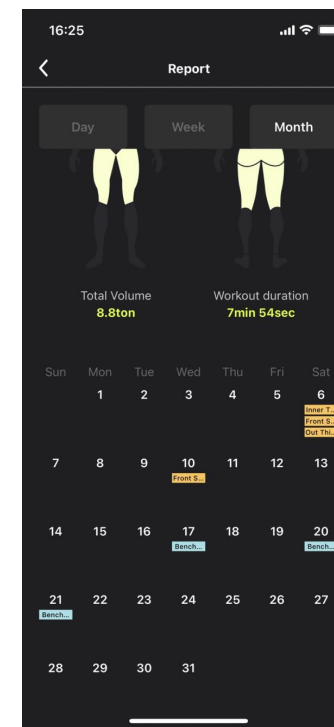 16:25
Report
Day Week Month
Total Volume Workout duration
8.8ton 7min 54sec
Sun Mon Tue Wed Thu Fri Sat
1 2 3 4 5 6
Inner T...
Front S...
Out Thi...
7 8 9 10 11 12 13
Front S...
14 15 16 17 18 19 20
Bench... Bench...
21 22 23 24 25 26 27
Bench...
28 29 30 31